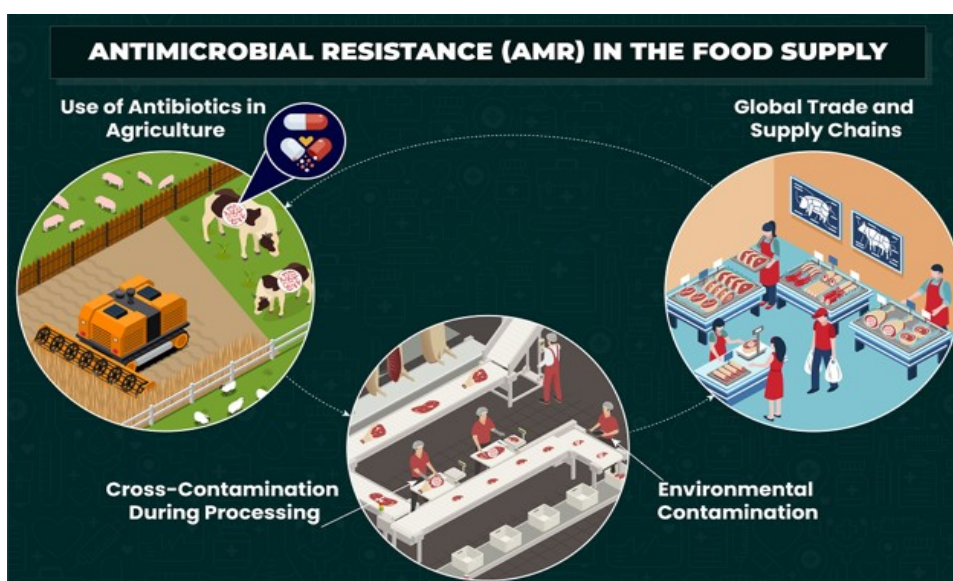 ANTIMICROBIAL RESISTANCE (AMR) IN THE FOOD SUPPLY
Use of Antibiotics in
Agriculture
Global Trade and
Supply Chains
Cross-Contamination
During Processing
Environmental
Contamination